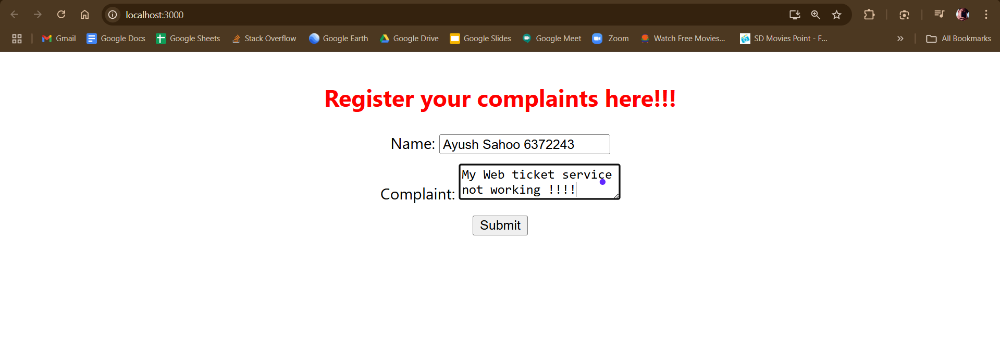 localhost:3000
Gmail Google Docs Google Sheets Stack Overflow Google Earth Google Drive Google Slides Google Meet Zoom Watch Free Movies... SD Movies Point - F... » All Bookmarks
Register your complaints here!!!
Name: Ayush Sahoo 6372243
My Web ticket service
Complaint: not working !!!!
Submit